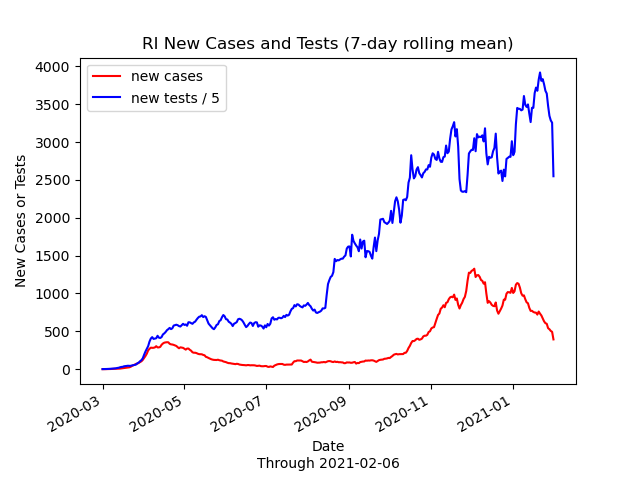 RI New Cases and Tests (7-day rolling mean)
new cases
new tests / 5
4000
3500
3000
2500
2000
1500
1000
500
0
New Cases or Tests
2020-03
2020-05
2020-07
2020-09
2020-11
2021-01
Date
Through 2021-02-06